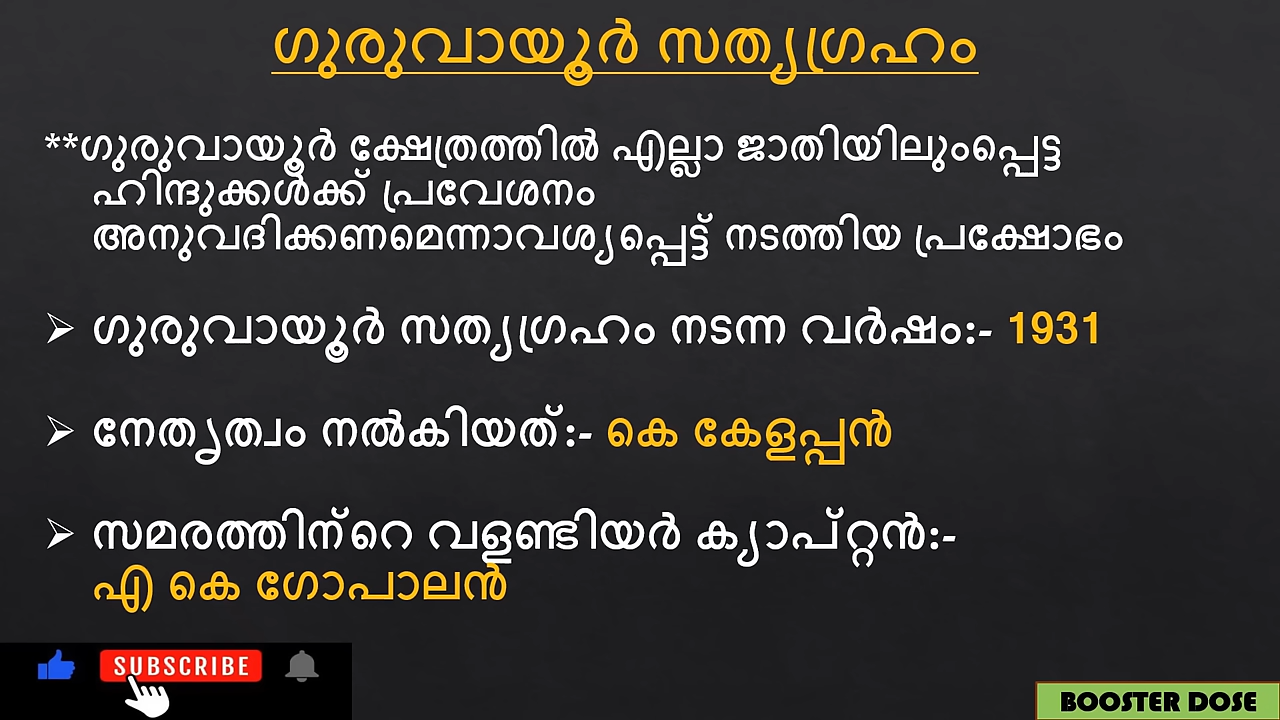 ഗുരുവായൂർ സത്യഗ്രഹം
**ഗുരുവായൂർ ക്ഷേത്രത്തിൽ എല്ലാ ജാതിയിലുംപ്പെട്ട
ഹിന്ദുക്കൾക്ക് പ്രവേശനം
അനുവദിക്കണമെന്നാവശ്യപ്പെട്ട് നടത്തിയ പ്രക്ഷോഭം
➢ ഗുരുവായൂർ സത്യഗ്രഹം നടന്ന വർഷം:- 1931
➢ നേതൃത്വം നൽകിയത്:- കെ കേളപ്പൻ
➢ സമരത്തിന്റെ വളണ്ടിയർ ക്യാപ്റ്റൻ:-
എ കെ ഗോപാലൻ
SUBSCRIBE
BOOSTER DOSE